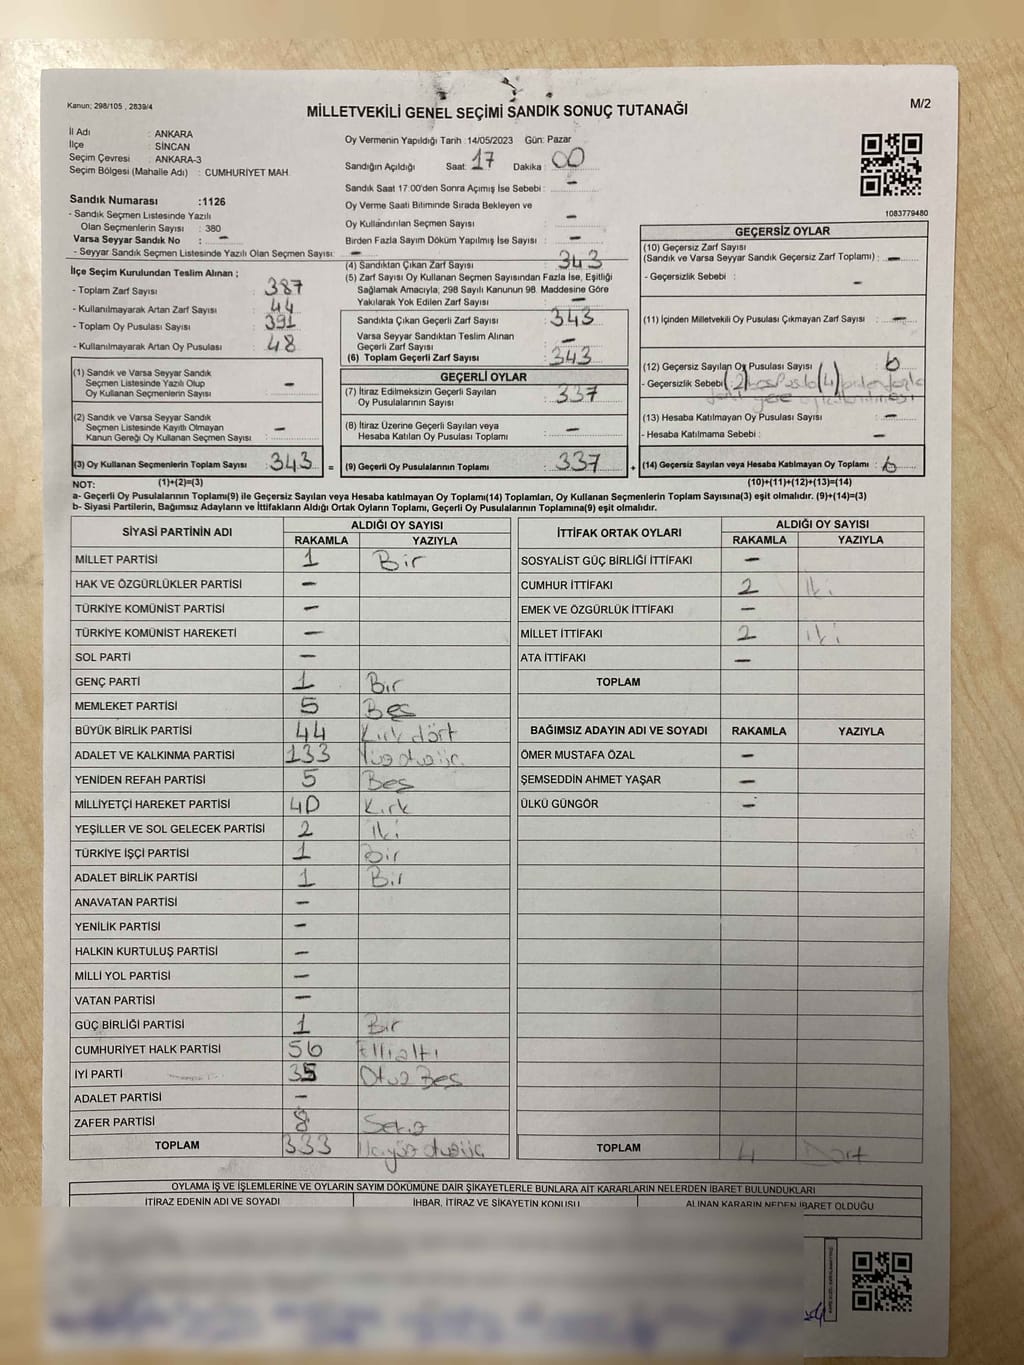 Kanun; 298/105 , 2839/4
MİLLETVEKİLİ GENEL SEÇİMİ SANDIK SONUÇ TUTANAĞI
M/2
İl Adı : ANKARA
İlçe : SİNCAN
Seçim Çevresi : ANKARA-3
Seçim Bölgesi (Mahalle Adı) : CUMHURİYET MAH.
Oy Vermenin Yapıldığı Tarih :14/05/2023 Gün: Pazar
Sandığın Açıldığı Saat: 17 Dakika : 00
Sandık Saat 17:00'den Sonra Açımış İse Sebebi : -
Oy Verme Saati Bitiminde Sırada Bekleyen ve
Oy Kullandırılan Seçmen Sayısı -
Birden Fazla Sayım Döküm Yapılmış İse Sayısı : -
Sandık Numarası :1126
- Sandık Seçmen Listesinde Yazılı
Olan Seçmenlerin Sayısı : 380
Varsa Seyyar Sandık No : -
- Seyyar Sandık Seçmen Listesinde Yazılı Olan Seçmen Sayısı: -
1083779480
İlçe Seçim Kurulundan Teslim Alınan ;
- Toplam Zarf Sayısı : 387
- Kullanılmayarak Artan Zarf Sayısı : 44
- Toplam Oy Pusulası Sayısı : 391
- Kullanılmayarak Artan Oy Pusulası : 48
(1) Sandık ve Varsa Seyyar Sandık
Seçmen Listesinde Yazılı Olup
Oy Kullanan Seçmenlerin Sayısı : -
(2) Sandık ve Varsa Seyyar Sandık
Seçmen Listesinde Kayıtlı Olmayan
Kanun Gereği Oy Kullanan Seçmen Sayısı : -
(3) Oy Kullanan Seçmenlerin Toplam Sayısı : 343 =
(1)+(2)=(3)
(4) Sandıktan Çıkan Zarf Sayısı : 343
(5) Zarf Sayısı Oy Kullanan Seçmen Sayısından Fazla İse, Eşitliği
Sağlamak Amacıyla, 298 Sayılı Kanunun 98. Maddesine Göre
Yakılarak Yok Edilen Zarf Sayısı : -
Sandıkta Çıkan Geçerli Zarf Sayısı : 343
Varsa Seyyar Sandıktan Teslim Alınan
Geçerli Zarf Sayısı : -
(6) Toplam Geçerli Zarf Sayısı : 343
GEÇERLİ OYLAR
(7) İtiraz Edilmeksizin Geçerli Sayılan
Oy Pusulalarının Sayısı : 337
(8) İtiraz Üzerine Geçerli Sayılan veya
Hesaba Katılan Oy Pusulası Toplamı : -
(9) Geçerli Oy Pusulalarının Toplamı : 337 +
GEÇERSİZ OYLAR
(10) Geçersiz Zarf Sayısı
(Sandık ve Varsa Seyyar Sandık Geçersiz Zarf Toplamı) : -
- Geçersizlik Sebebi : -
(11) İçinden Milletvekili Oy Pusulası Çıkmayan Zarf Sayısı : -
(12) Geçersiz Sayılan Oy Pusulası Sayısı : 6
- Geçersizlik Sebebi (2) (4) birden fazla
yere
(13) Hesaba Katılmayan Oy Pusulası Sayısı : -
- Hesaba Katılmama Sebebi : -
(14) Geçersiz Sayılan veya Hesaba Katılmayan Oy Toplamı : 6
(10)+(11)+(12)+(13)=(14)
NOT:
a- Geçerli Oy Pusulalarının Toplamı(9) ile Geçersiz Sayılan veya Hesaba katılmayan Oy Toplamı(14) Toplamları, Oy Kullanan Seçmenlerin Toplam Sayısına(3) eşit olmalıdır. (9)+(14)=(3)
b- Siyasi Partilerin, Bağımsız Adayların ve İttifakların Aldığı Ortak Oyların Toplamı, Geçerli Oy Pusulalarının Toplamına(9) eşit olmalıdır.
SİYASİ PARTİNİN ADI ALDIĞI OY SAYISI
RAKAMLA YAZIYLA
MİLLET PARTİSİ 1 Bir
HAK VE ÖZGÜRLÜKLER PARTİSİ -
TÜRKİYE KOMÜNİST PARTİSİ -
TÜRKİYE KOMÜNİST HAREKETİ -
SOL PARTİ -
GENÇ PARTİ 1 Bir
MEMLEKET PARTİSİ 5 Beş
BÜYÜK BİRLİK PARTİSİ 44 Kırk dört
ADALET VE KALKINMA PARTİSİ 133 Yüz otuz üç
YENİDEN REFAH PARTİSİ 5 Beş
MİLLİYETÇİ HAREKET PARTİSİ 40 Kırk
YEŞİLLER VE SOL GELECEK PARTİSİ 2 İki
TÜRKİYE İŞÇİ PARTİSİ 1 Bir
ADALET BİRLİK PARTİSİ 1 Bir
ANAVATAN PARTİSİ -
YENİLİK PARTİSİ -
HALKIN KURTULUŞ PARTİSİ -
MİLLİ YOL PARTİSİ -
VATAN PARTİSİ -
GÜÇ BİRLİĞİ PARTİSİ 1 Bir
CUMHURİYET HALK PARTİSİ 56 Elli altı
İYİ PARTİ 35 Otuz Beş
ADALET PARTİSİ -
ZAFER PARTİSİ 8 Sekiz
TOPLAM 333 Üçyüz otuzüç
İTTİFAK ORTAK OYLARI ALDIĞI OY SAYISI
RAKAMLA YAZIYLA
SOSYALİST GÜÇ BİRLİĞİ İTTİFAKI -
CUMHUR İTTİFAKI 2 İki
EMEK VE ÖZGÜRLÜK İTTİFAKI -
MİLLET İTTİFAKI 2 İki
ATA İTTİFAKI -
TOPLAM
BAĞIMSIZ ADAYIN ADI VE SOYADI RAKAMLA YAZIYLA
ÖMER MUSTAFA ÖZAL -
ŞEMSEDDİN AHMET YAŞAR -
ÜLKÜ GÜNGÖR -
TOPLAM 4 Dört
OYLAMA İŞ VE İŞLEMLERİNE VE OYLARIN SAYIM DÖKÜMÜNE DAİR ŞİKAYETLERLE BUNLARA AİT KARARLARIN NELERDEN İBARET BULUNDUKLARI
İTİRAZ EDENİN ADI VE SOYADI İHBAR, İTİRAZ VE ŞİKAYETİN KONUSU ALINAN KARARIN NEDEN İBARET OLDUĞU